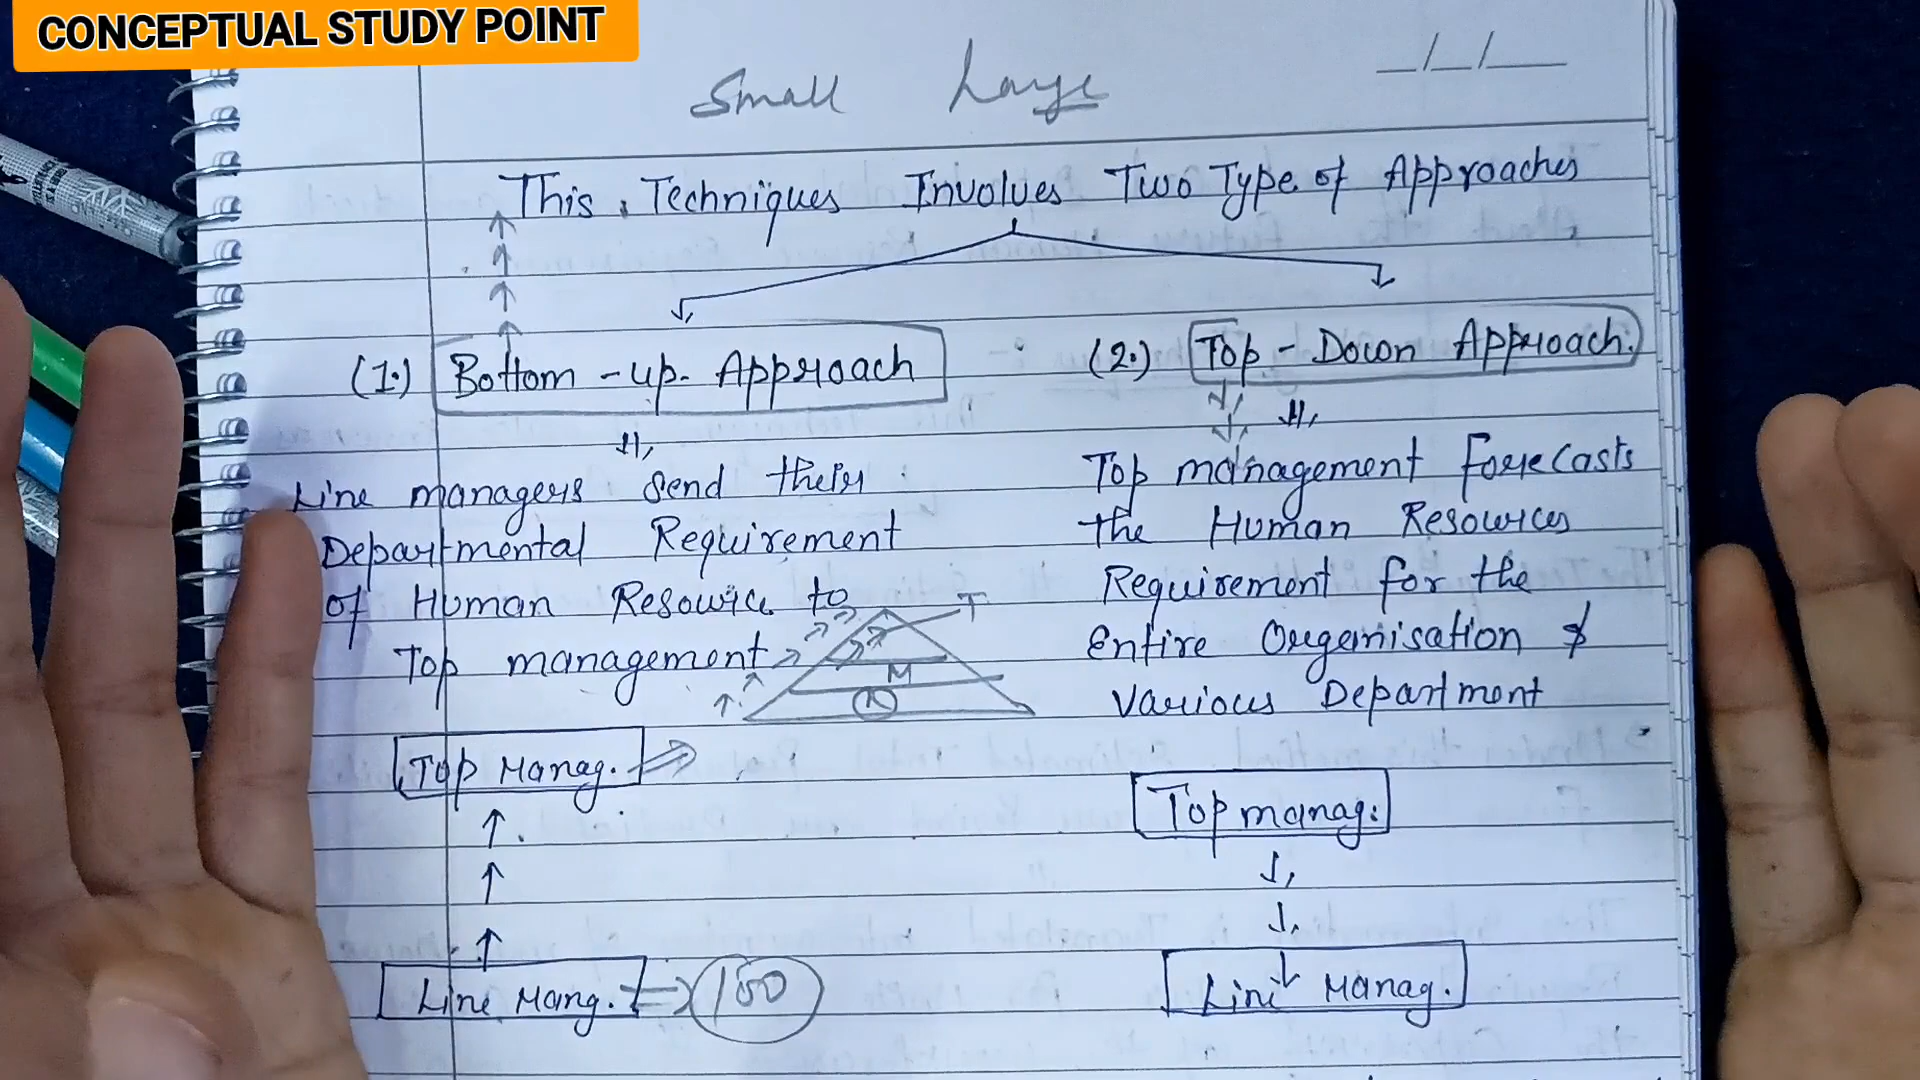 CONCEPTUAL STUDY POINT
Small Large
_/_/__
This Techniques Involves Two Type of Approaches
(1.) Bottom-up-Approach
Line managers Send their
Departmental Requirement
of Human Resource to
Top management
T
M
Top Manag.
Line Mang. => 150
(2.) Top-Down Approach.
Top management Forecasts
the Human Resources
Requirement for the
Entire Organisation &
Various Department
Top manag.
Line Manag.